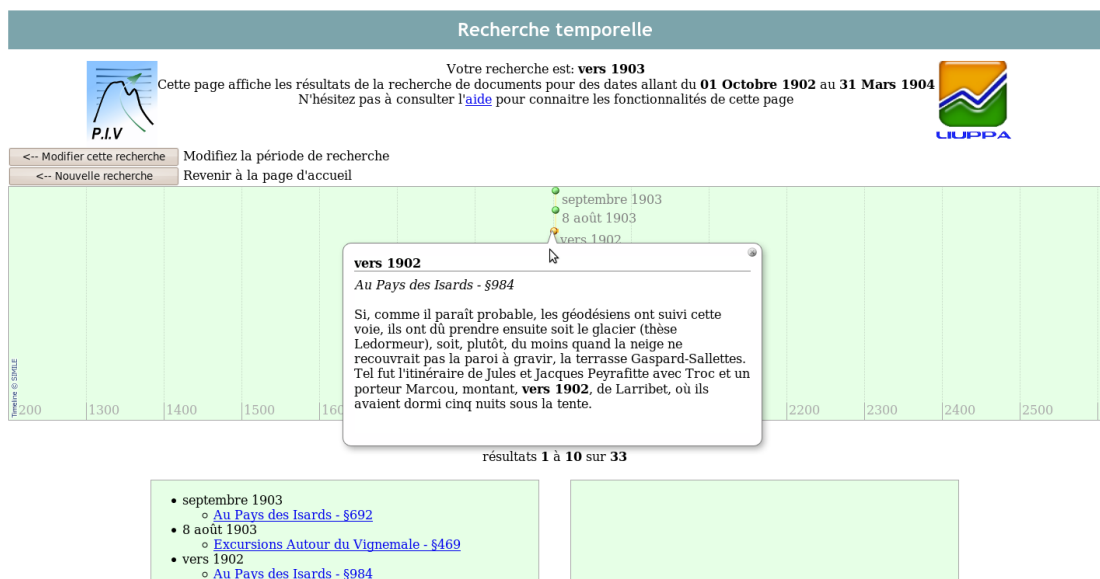 Recherche temporelle
Votre recherche est: vers 1903
Cette page affiche les résultats de la recherche de documents pour des dates allant du 01 Octobre 1902 au 31 Mars 1904
N'hésitez pas à consulter l'aide pour connaitre les fonctionnalités de cette page
P.I.V
LIUPPA
<-- Modifier cette recherche Modifiez la période de recherche
<-- Nouvelle recherche Revenir à la page d'accueil
septembre 1903
8 août 1903
vers 1902
vers 1902
Au Pays des Isards - §984
Si, comme il paraît probable, les géodésiens ont suivi cette
voie, ils ont dû prendre ensuite soit le glacier (thèse
Ledormeur), soit, plutôt, du moins quand la neige ne
recouvrait pas la paroi à gravir, la terrasse Gaspard-Sallettes.
Tel fut l'itinéraire de Jules et Jacques Peyrafitte avec Troc et un
porteur Marcou, montant, vers 1902, de Larribet, où ils
avaient dormi cinq nuits sous la tente.
Timeline © SIMILE
200 1300 1400 1500 160 2200 2300 2400 2500
résultats 1 à 10 sur 33
• septembre 1903
◦ Au Pays des Isards - §692
• 8 août 1903
◦ Excursions Autour du Vignemale - §469
• vers 1902
◦ Au Pays des Isards - §984